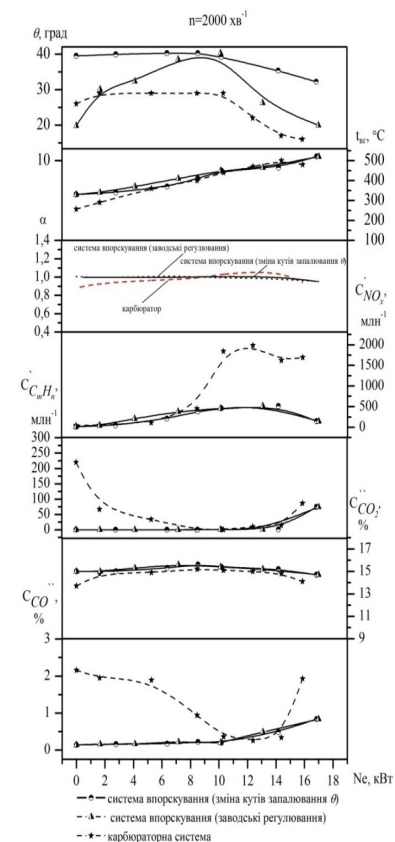 n=2000 хв⁻¹
θ, град
40
30
20
tвг, °C
10
500
400
300
200
100
α
1,4
1,2
1,0
0,8
0,6
0,4
система впорскування (заводські регулювання)
система впорскування (зміна кутів запалювання θ)
карбюратор
C`NOx,
млн⁻¹
2000
1500
1000
500
0
C`CmHn,
млн⁻¹
300
250
200
150
100
50
0
C``CO2,
%
17
15
13
11
9
C``CO,
%
3
2
1
0
0 2 4 6 8 10 12 14 16 18 Ne, кВт
система впорскування (зміна кутів запалювання θ)
система впорскування (заводські регулювання)
карбюраторна система